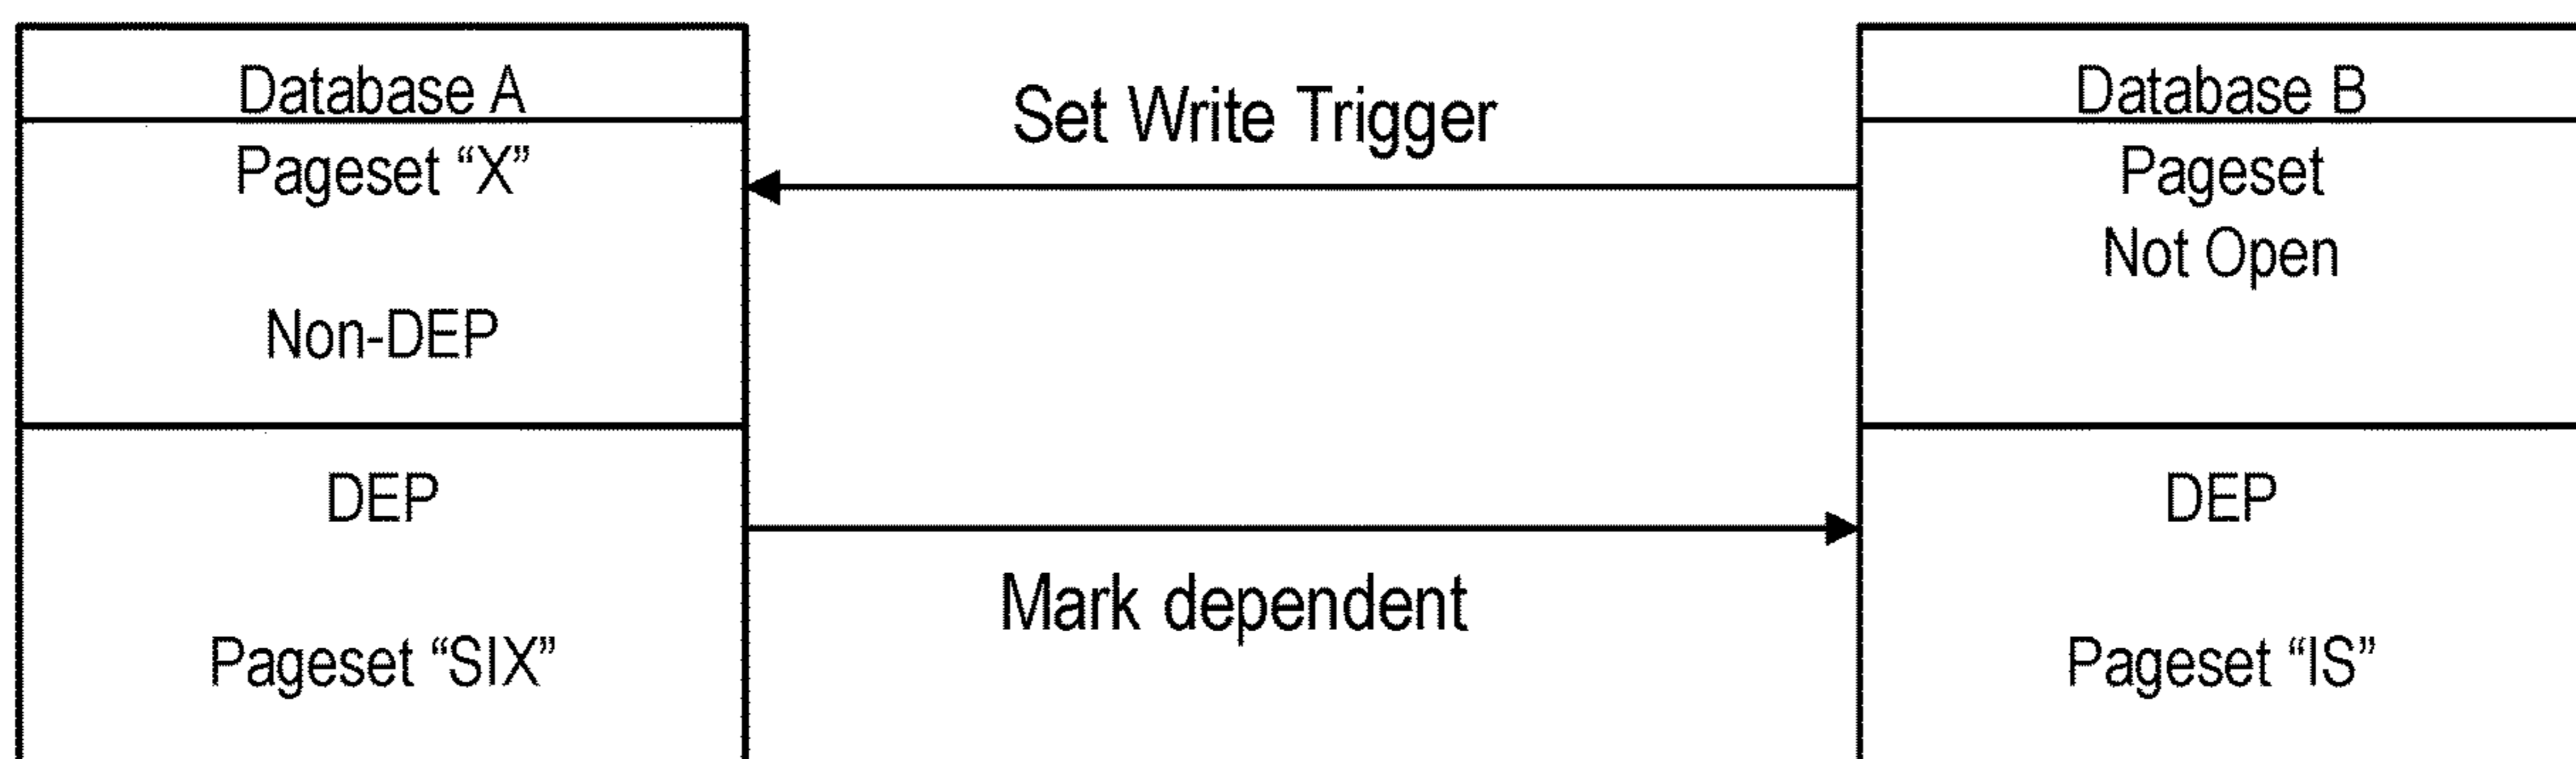 Database A
Pageset “X”
Non-DEP
DEP
Pageset “SIX”
Set Write Trigger
Mark dependent
Database B
Pageset
Not Open
DEP
Pageset “IS”